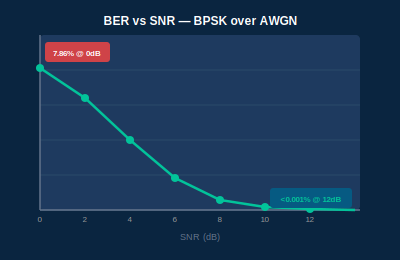 BER vs SNR — BPSK over AWGN
7.86% @ 0dB
<0.001% @ 12dB
0 2 4 6 8 10 12
SNR (dB)